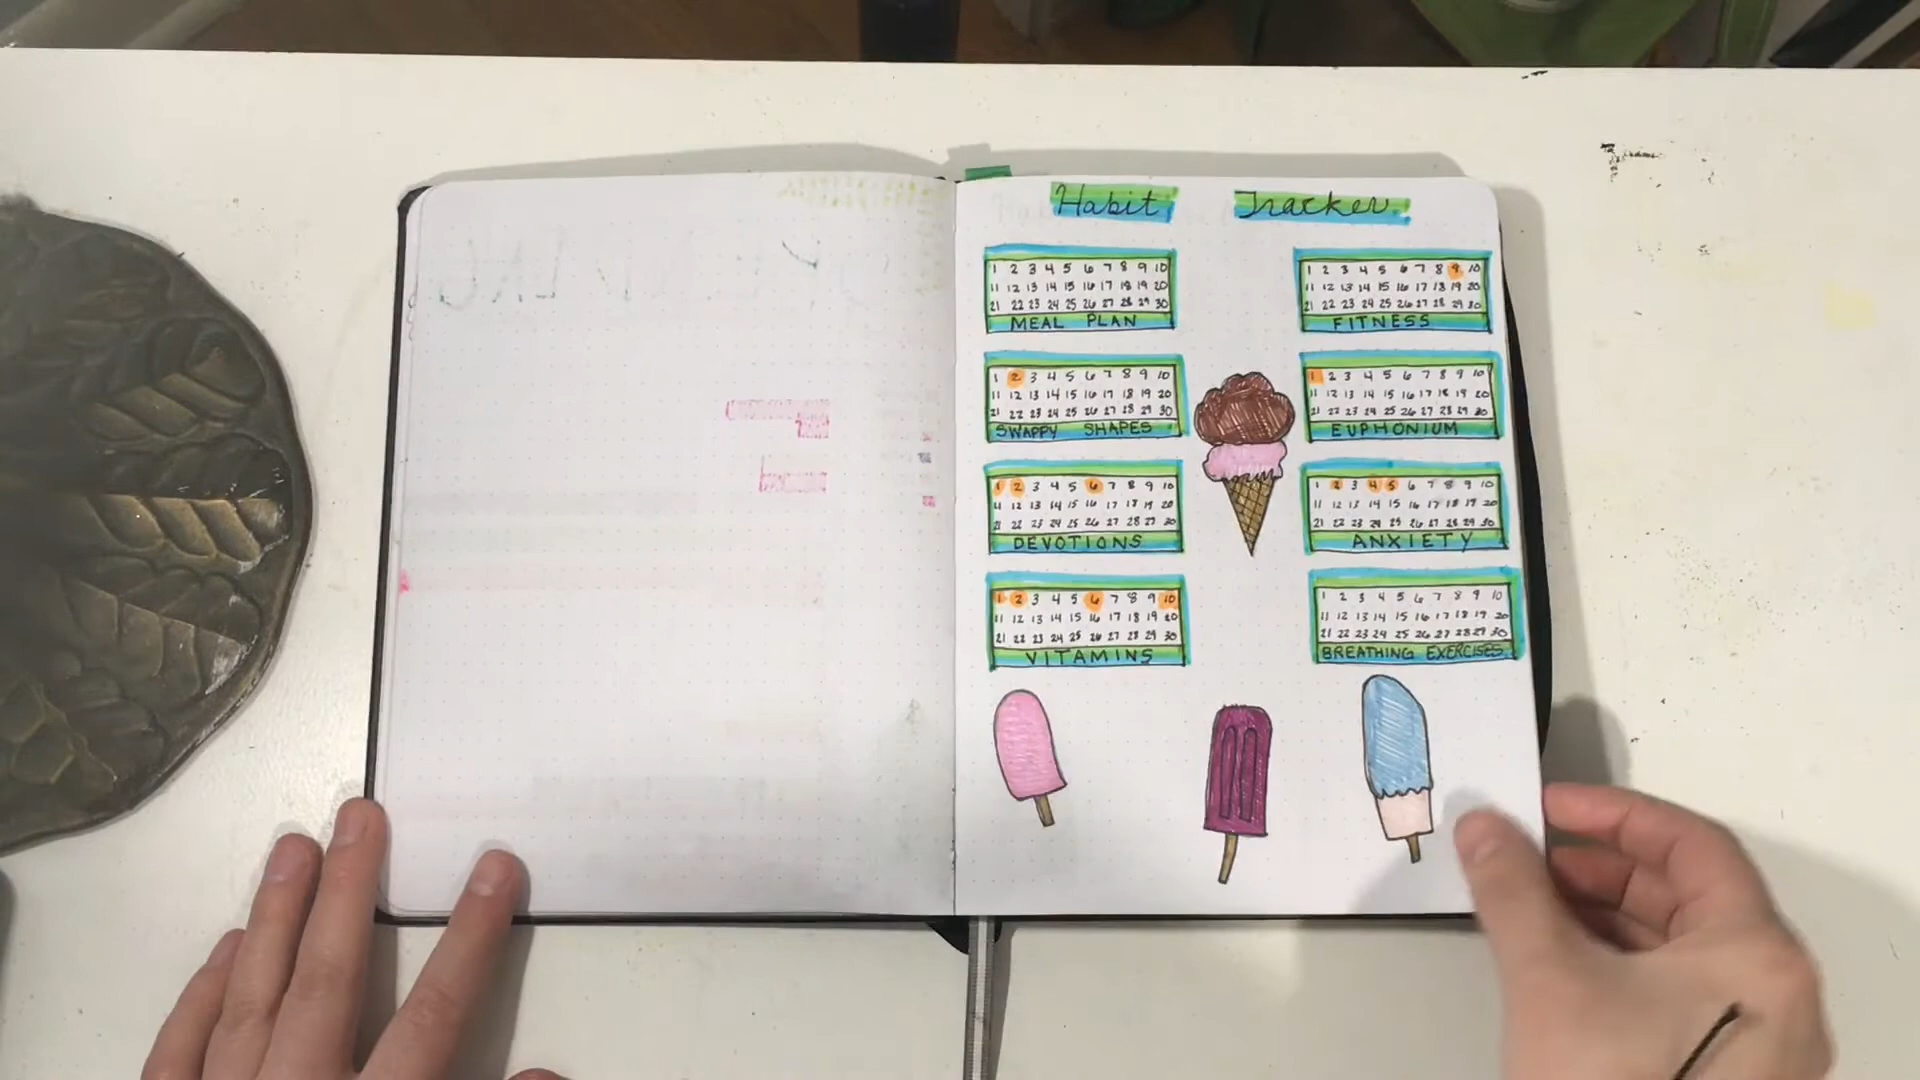 Habit Tracker
1 2 3 4 5 6 7 8 9 10
11 12 13 14 15 16 17 18 19 20
21 22 23 24 25 26 27 28 29 30
MEAL PLAN
1 2 3 4 5 6 7 8 9 10
11 12 13 14 15 16 17 18 19 20
21 22 23 24 25 26 27 28 29 30
FITNESS
1 2 3 4 5 6 7 8 9 10
11 12 13 14 15 16 17 18 19 20
21 22 23 24 25 26 27 28 29 30
SWAPPY SHAPES
1 2 3 4 5 6 7 8 9 10
11 12 13 14 15 16 17 18 19 20
21 22 23 24 25 26 27 28 29 30
EUPHONIUM
1 2 3 4 5 6 7 8 9 10
11 12 13 14 15 16 17 18 19 20
21 22 23 24 25 26 27 28 29 30
DEVOTIONS
1 2 3 4 5 6 7 8 9 10
11 12 13 14 15 16 17 18 19 20
21 22 23 24 25 26 27 28 29 30
ANXIETY
1 2 3 4 5 6 7 8 9 10
11 12 13 14 15 16 17 18 19 20
21 22 23 24 25 26 27 28 29 30
VITAMINS
1 2 3 4 5 6 7 8 9 10
11 12 13 14 15 16 17 18 19 20
21 22 23 24 25 26 27 28 29 30
BREATHING EXERCISES